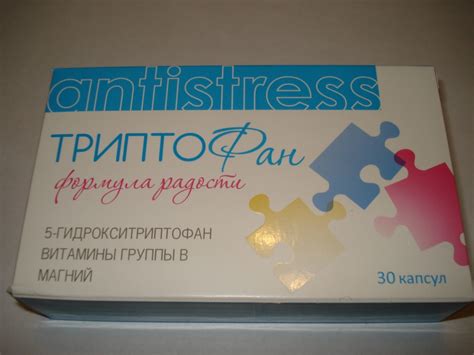 antistress
ТРИПТОФан
формула радости
5-ГИДРОКСИТРИПТОФАН
ВИТАМИНЫ ГРУППЫ В
МАГНИЙ
30 капсул